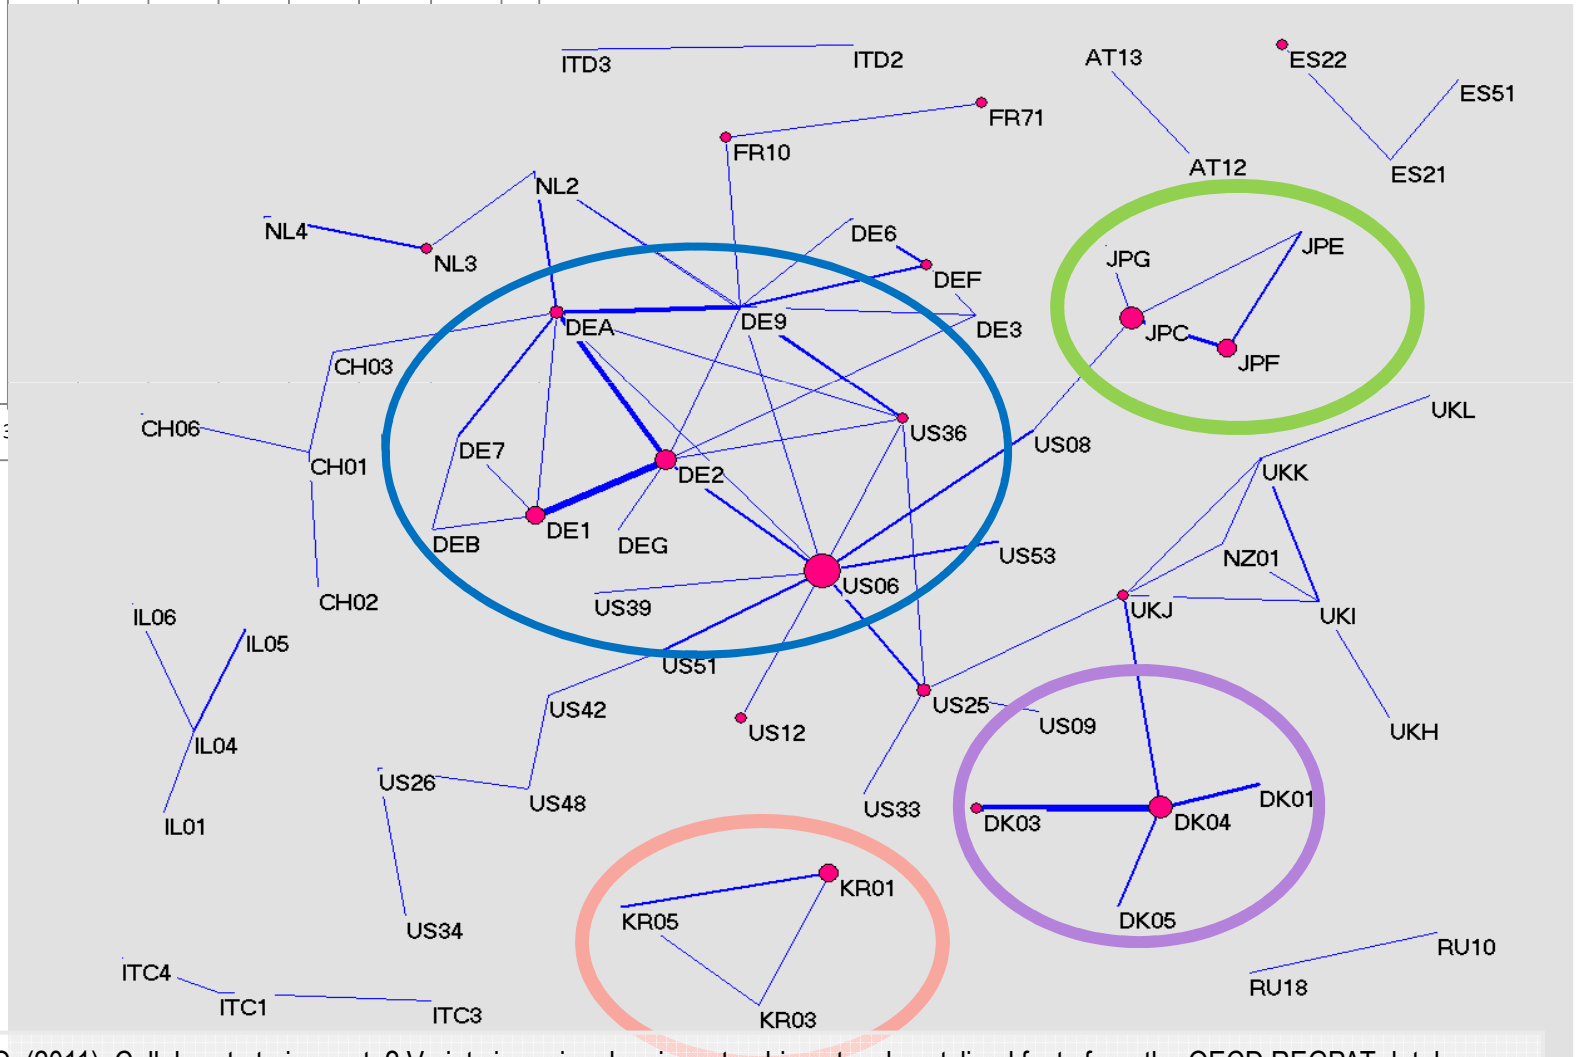 ITD3
ITD2
AT13
ES22
ES51
FR71
FR10
AT12
ES21
NL2
NL4
NL3
DE6
DEF
JPG
JPE
DEA
DE9
DE3
JPC
JPF
CH03
CH06
UKL
US36
US08
CH01
DE7
DE2
UKK
DE1
DEB
DEG
US53
NZ01
CH02
US39
US06
IL06
UKJ
UKI
IL05
US51
US42
US25
US12
US09
UKH
IL04
US26
US48
US33
DK03
DK04
DK01
IL01
KR01
KR05
DK05
US34
RU10
ITC4
ITC1
ITC3
KR03
RU18